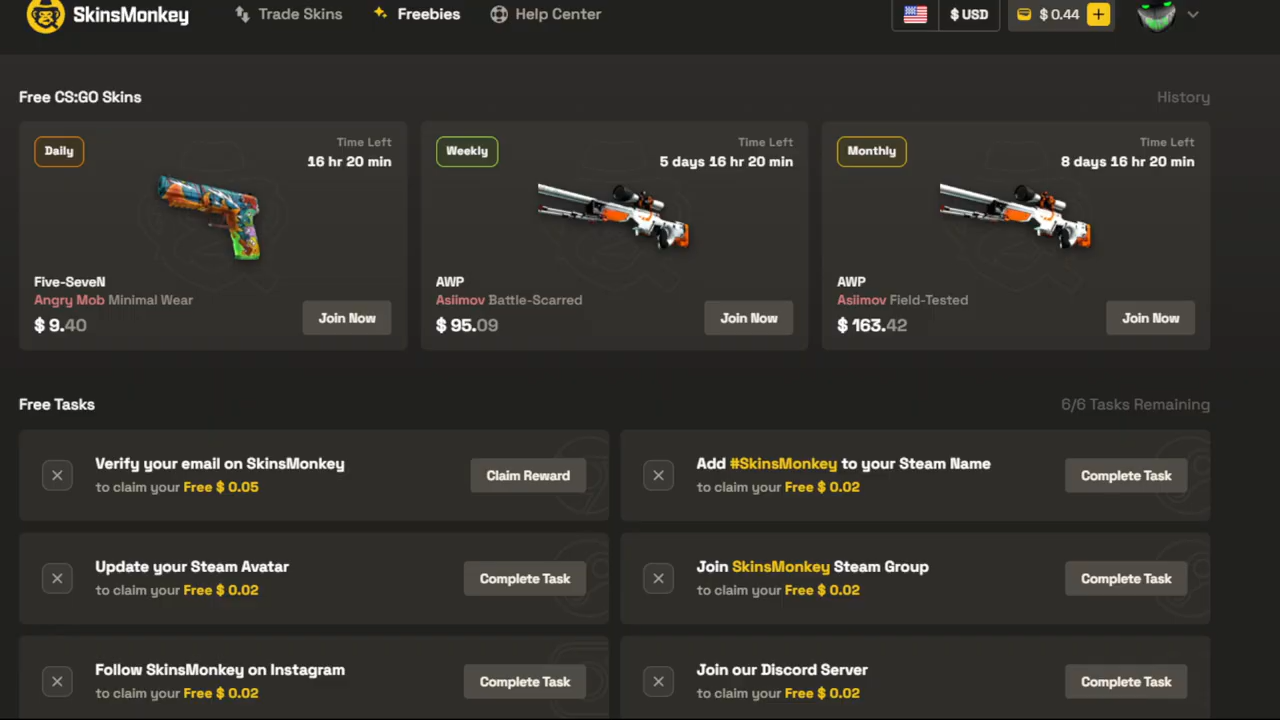 SkinsMonkey
Trade Skins
Freebies
Help Center
$ USD
$ 0.44
Free CS:GO Skins
History
Daily
Time Left
16 hr 20 min
Five-SeveN
Angry Mob Minimal Wear
$ 9.40
Join Now
Weekly
Time Left
5 days 16 hr 20 min
AWP
Asiimov Battle-Scarred
$ 95.09
Join Now
Monthly
Time Left
8 days 16 hr 20 min
AWP
Asiimov Field-Tested
$ 163.42
Join Now
Free Tasks
6/6 Tasks Remaining
Verify your email on SkinsMonkey
to claim your Free $ 0.05
Claim Reward
Add #SkinsMonkey to your Steam Name
to claim your Free $ 0.02
Complete Task
Update your Steam Avatar
to claim your Free $ 0.02
Complete Task
Join SkinsMonkey Steam Group
to claim your Free $ 0.02
Complete Task
Follow SkinsMonkey on Instagram
to claim your Free $ 0.02
Complete Task
Join our Discord Server
to claim your Free $ 0.02
Complete Task